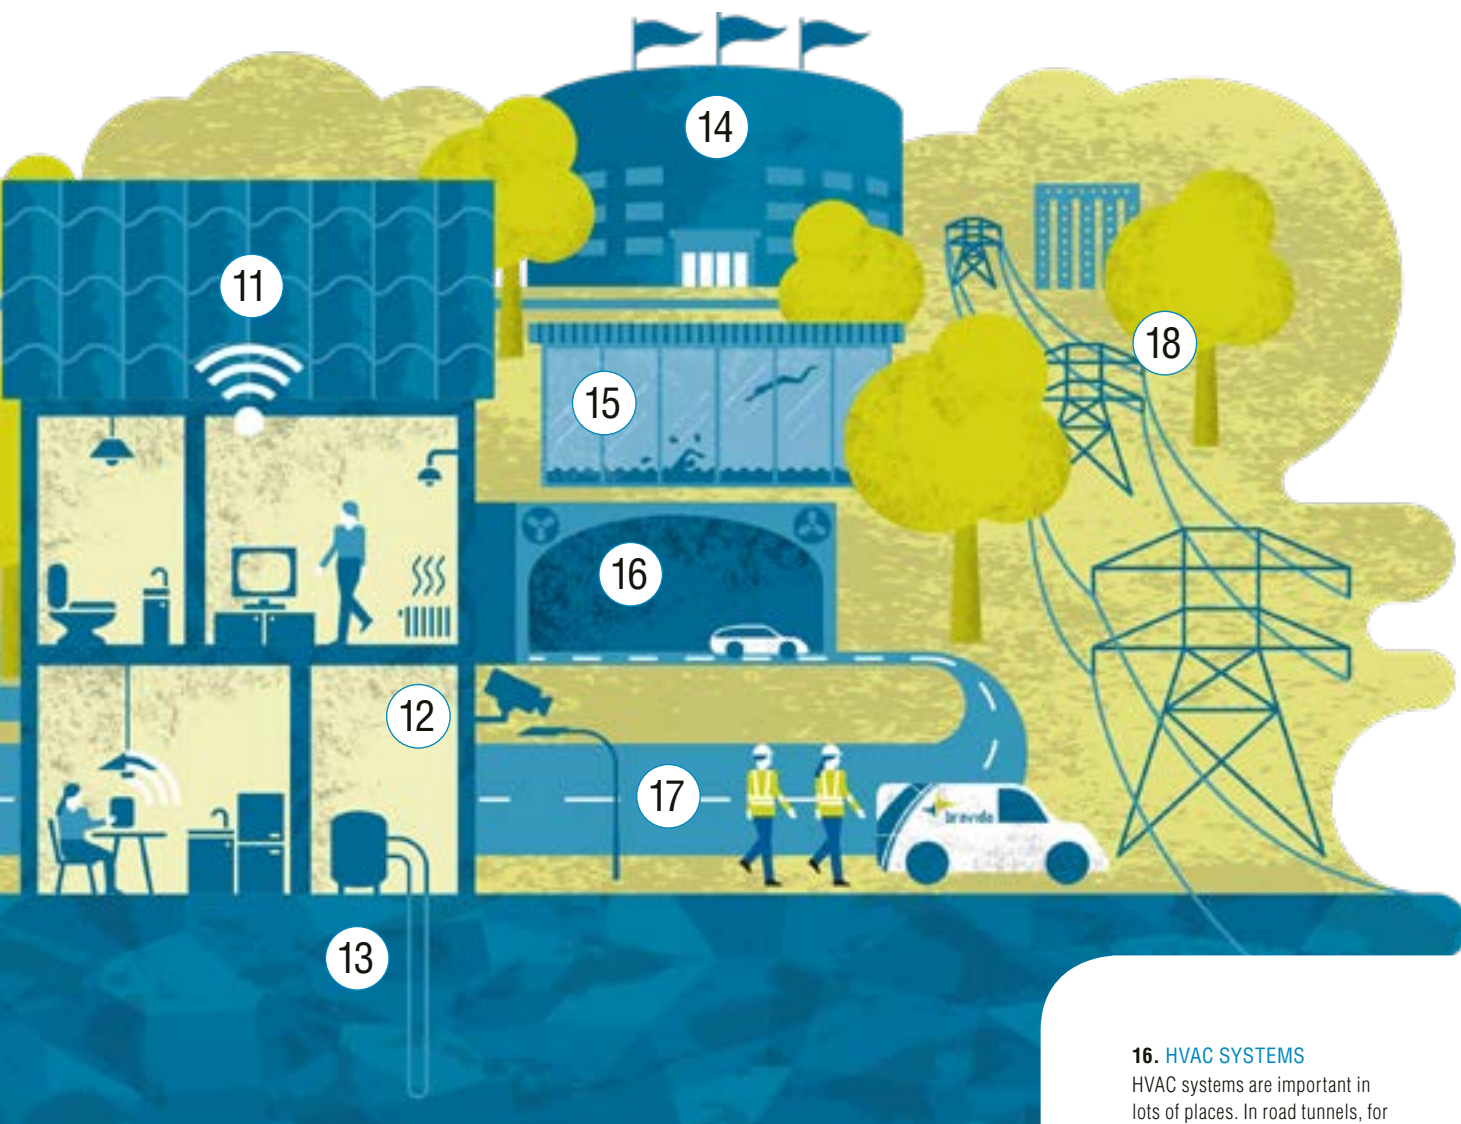 14
11
18
15
16
12
17
bravida
13
16. HVAC SYSTEMS
HVAC systems are important in
lots of places. In road tunnels, for